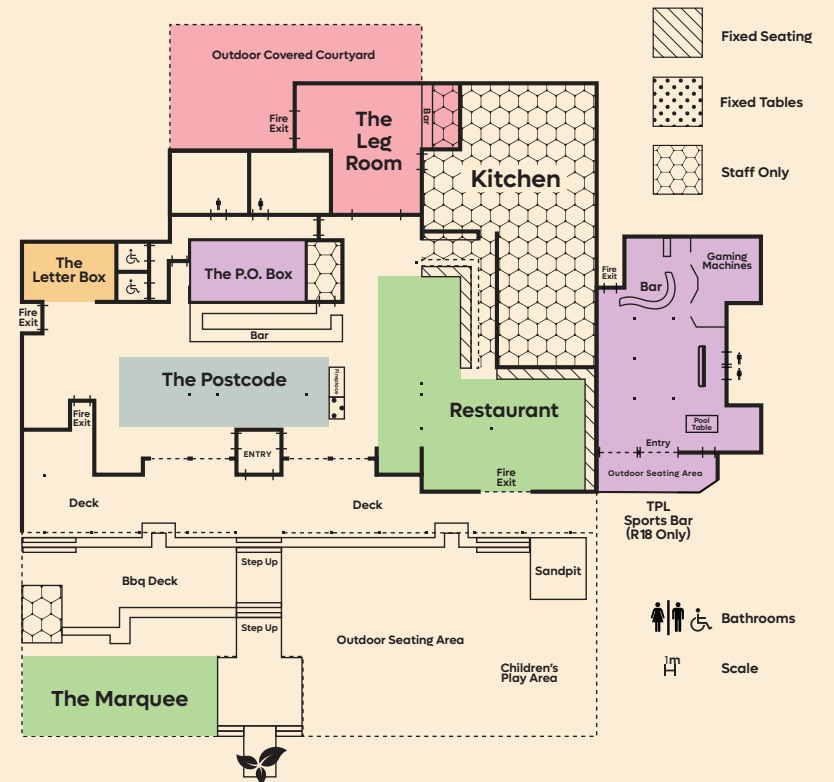 Outdoor Covered Courtyard
Fire
Exit
The
Leg
Room
Bar
Kitchen
Fixed Seating
Fixed Tables
Staff Only
The
Letter Box
The P.O. Box
Fire
Exit
Bar
Fire
Exit
Bar
Gaming
Machines
The Postcode
Fireplace
Restaurant
Pool
Table
Fire
Exit
ENTRY
Entry
Fire
Exit
Outdoor Seating Area
Deck
Deck
TPL
Sports Bar
(R18 Only)
Step Up
Bbq Deck
Sandpit
Step Up
Outdoor Seating Area
Children's
Play Area
The Marquee
Bathrooms
1m
Scale